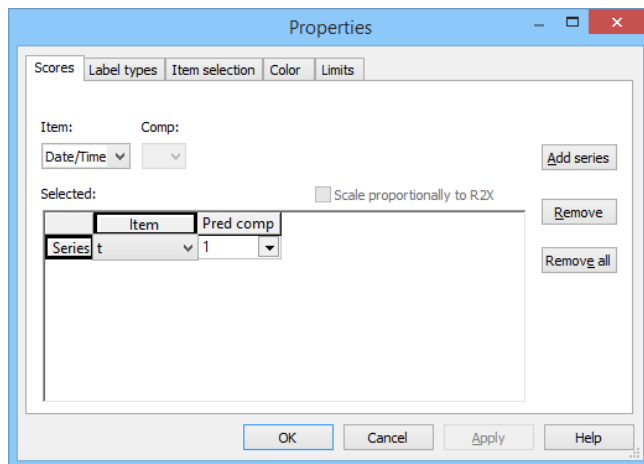 Properties
Scores Label types Item selection Color Limits
Item: Comp:
Date/Time
Add series
Selected:
Scale proportionally to R2X
Remove
Item Pred comp
Series t 1
Remove all
OK Cancel Apply Help